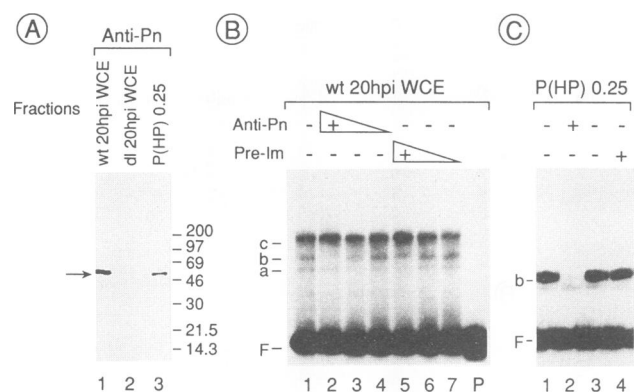 A
Anti-Pn
Fractions
wt 20hpi WCE
dl 20hpi WCE
P(HP) 0.25
200
97
69
46
30
21.5
14.3
1 2 3
B
wt 20hpi WCE
Anti-Pn - + - - -
Pre-Im - - - - +
c
b
a
F
1 2 3 4 5 6 7 P
C
P(HP) 0.25
- + - -
- - - +
b
F
1 2 3 4